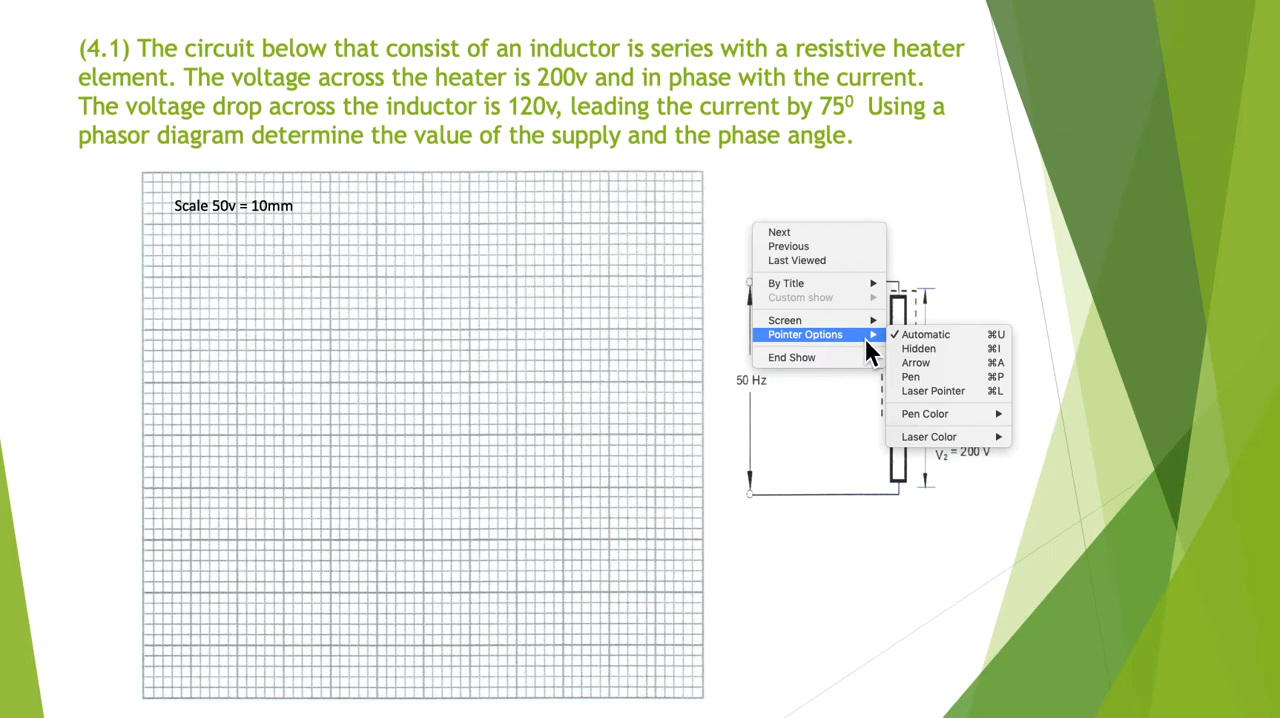 (4.1) The circuit below that consist of an inductor is series with a resistive heater
element. The voltage across the heater is 200v and in phase with the current.
The voltage drop across the inductor is 120v, leading the current by 75⁰ Using a
phasor diagram determine the value of the supply and the phase angle.
Scale 50v = 10mm
Next
Previous
Last Viewed
By Title
Custom show
Screen
Pointer Options
End Show
✓ Automatic ⌘U
Hidden ⌘I
Arrow ⌘A
Pen ⌘P
Laser Pointer ⌘L
Pen Color
Laser Color
50 Hz
V₂ = 200 V